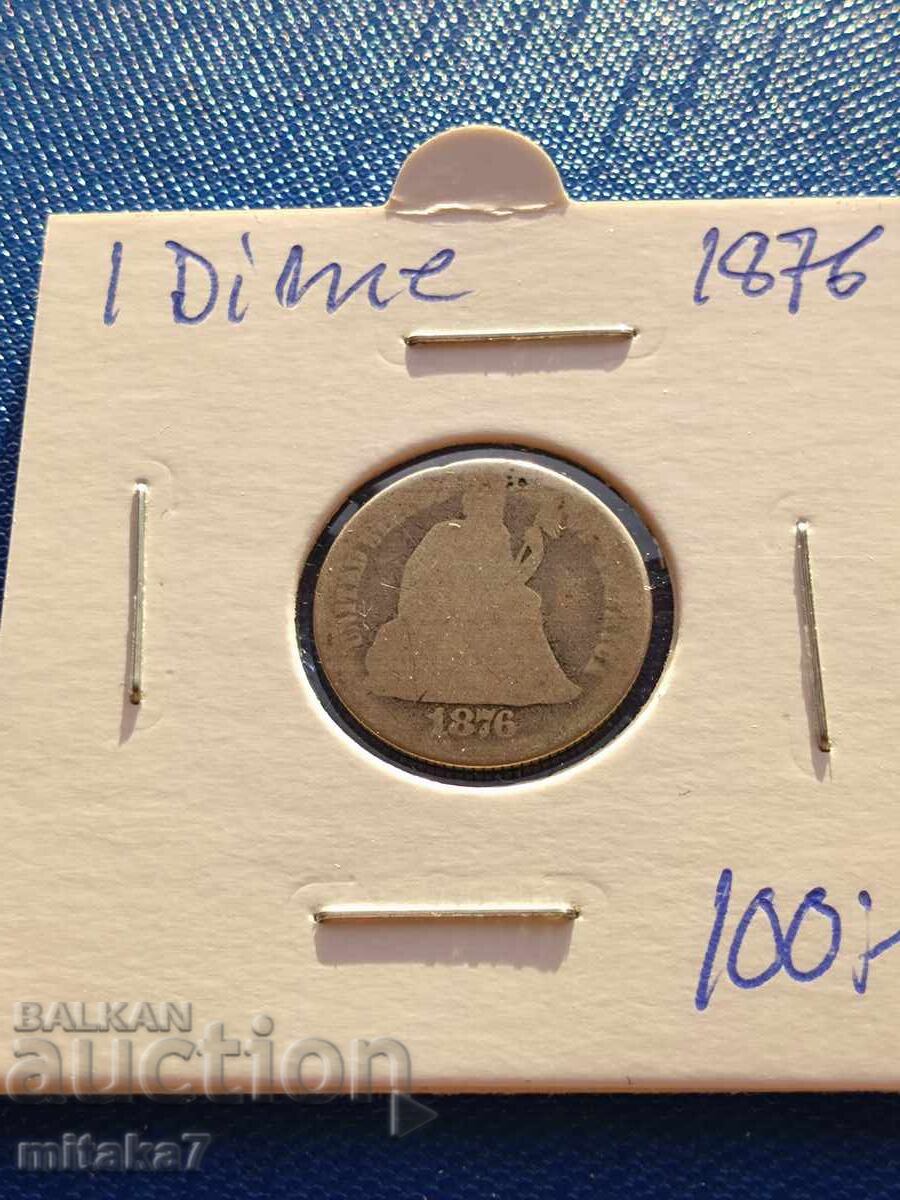 1 Dime 1876
1876
100:-
BALKAN
auction
mitaka7